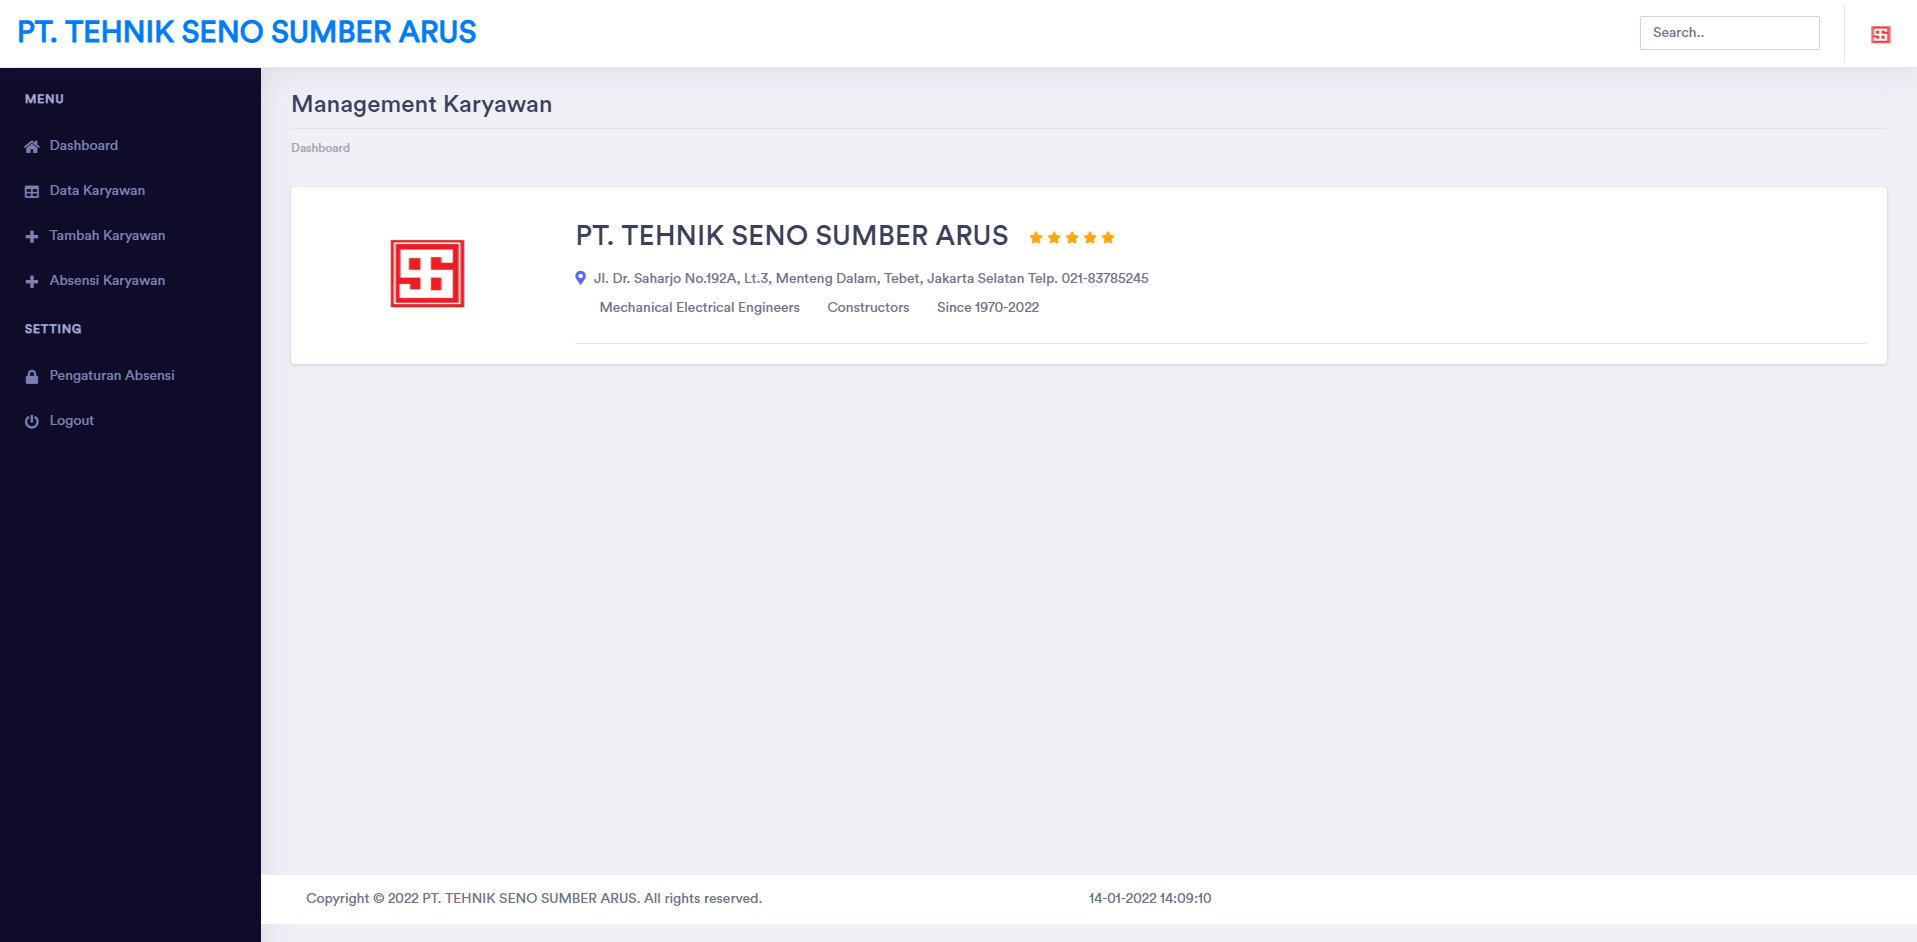 PT. TEHNIK SENO SUMBER ARUS
Search..
MENU
Dashboard
Data Karyawan
Tambah Karyawan
Absensi Karyawan
SETTING
Pengaturan Absensi
Logout
Management Karyawan
Dashboard
PT. TEHNIK SENO SUMBER ARUS
Jl. Dr. Saharjo No.192A, Lt.3, Menteng Dalam, Tebet, Jakarta Selatan Telp. 021-83785245
Mechanical Electrical Engineers Constructors Since 1970-2022
Copyright © 2022 PT. TEHNIK SENO SUMBER ARUS. All rights reserved. 14-01-2022 14:09:10